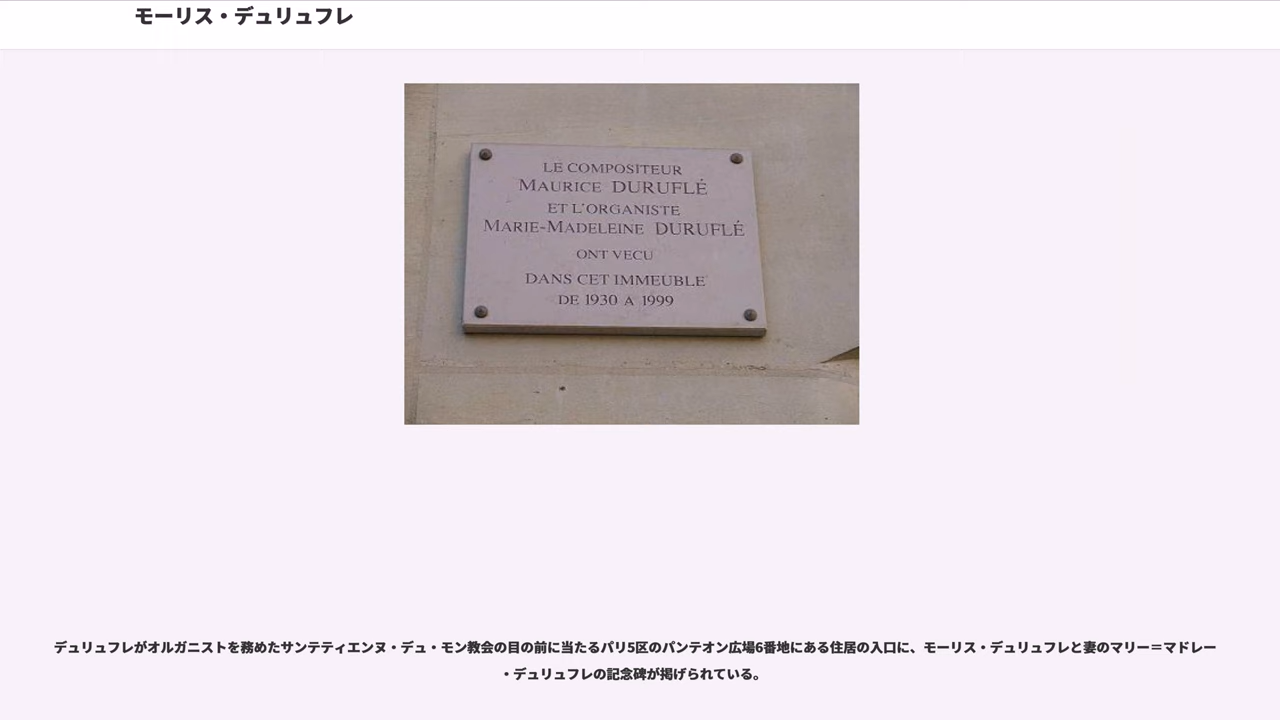 モーリス・デュリュフレ
LE COMPOSITEUR
MAURICE DURUFLÉ
ET L'ORGANISTE
MARIE-MADELEINE DURUFLÉ
ONT VECU
DANS CET IMMEUBLE
DE 1930 A 1999
デュリュフレがオルガニストを務めたサンテティエンヌ・デュ・モン教会の目の前に当たるパリ5区のパンテオン広場6番地にある住居の入口に、モーリス・デュリュフレと妻のマリー＝マドレー
・デュリュフレの記念碑が掲げられている。